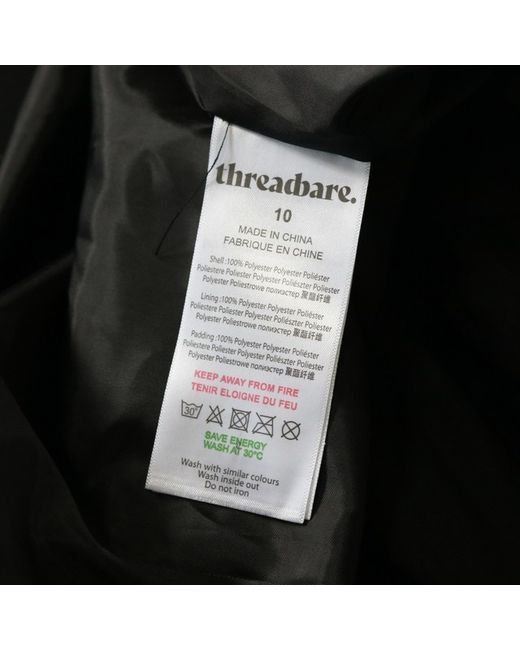 threadbare.
10
MADE IN CHINA
FABRIQUE EN CHINE
Shell :100% Polyester Polyester Poliéster
Poliestere Poliester Polyester Poliészter Poliester
Polyester Poliestrowe полиэстер 聚酯纤维
Lining :100% Polyester Polyester Poliéster
Poliestere Poliester Polyester Poliészter Poliester
Polyester Poliestrowe полиэстер 聚酯纤维
Padding :100% Polyester Polyester Poliéster
Poliestere Poliester Polyester Poliészter Poliester
Polyester Poliestrowe полиэстер 聚酯纤维
KEEP AWAY FROM FIRE
TENIR ELOIGNE DU FEU
30°
SAVE ENERGY
WASH AT 30°C
Wash with similar colours
Wash inside out
Do not iron